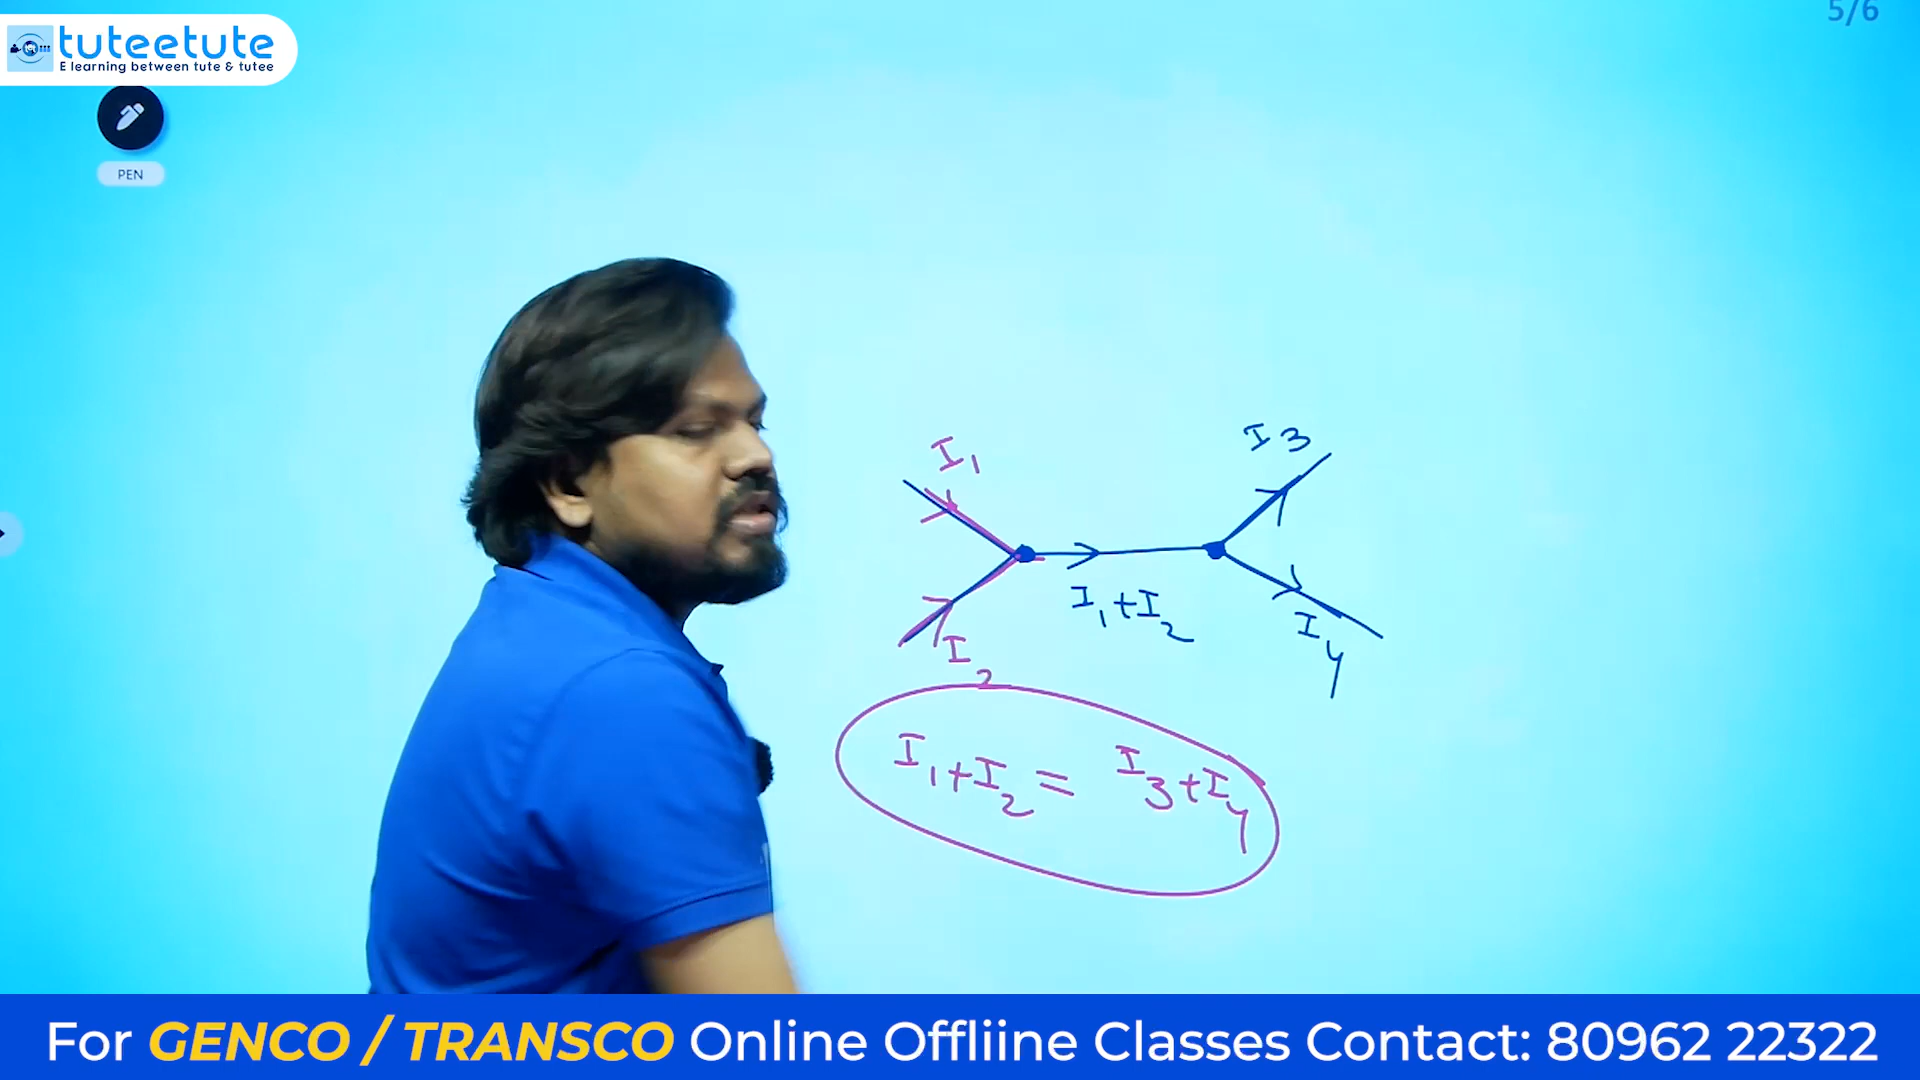 5/6
tuteetute
E learning between tute & tutee
PEN
I1
I3
I1+I2
I4
I2
I1+I2 = I3+I4
For GENCO / TRANSCO Online Offliine Classes Contact: 80962 22322